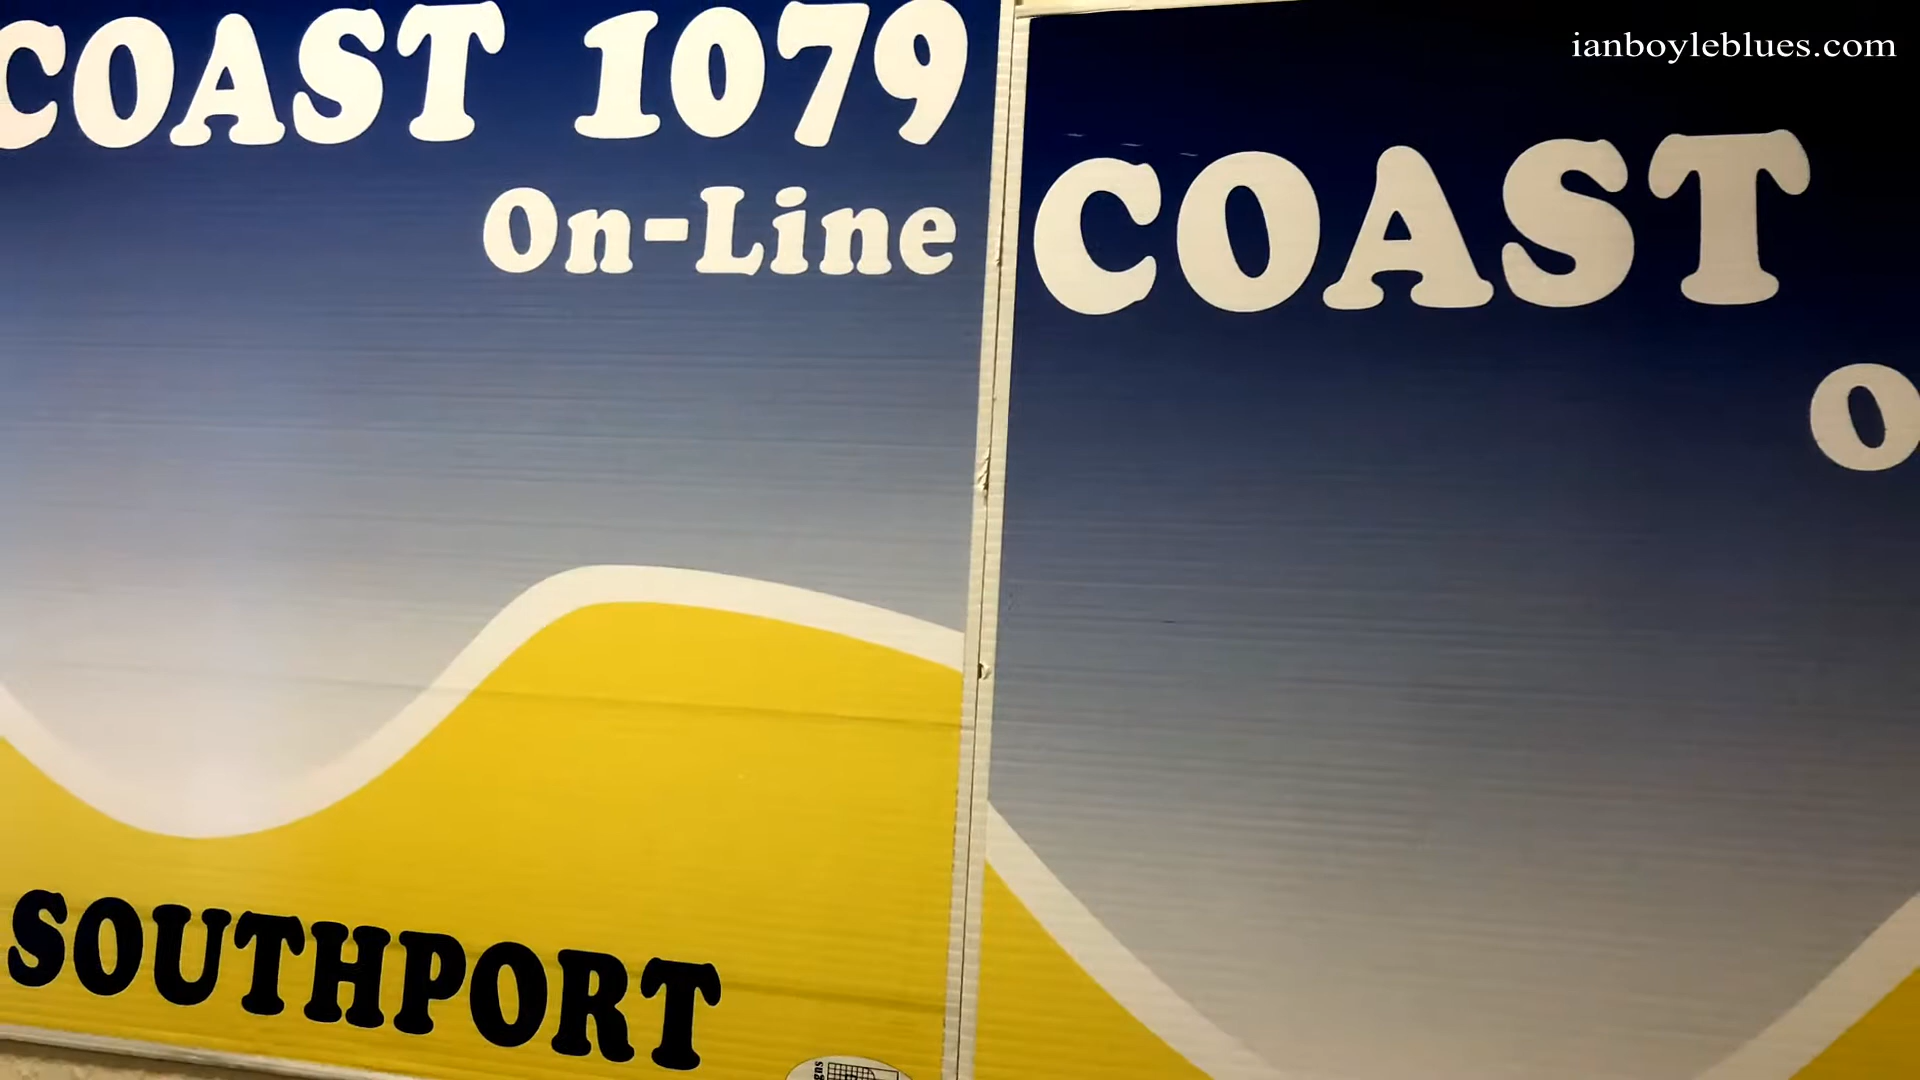 COAST 1079
On-Line
SOUTHPORT
COAST
O
ianboyleblues.com